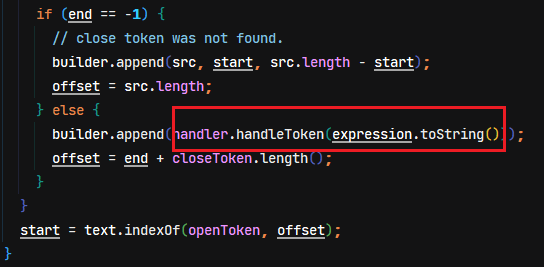 if (end == -1) {
// close token was not found.
builder.append(src, start, src.length - start);
offset = src.length;
} else {
builder.append(handler.handleToken(expression.toString()));
offset = end + closeToken.length();
}
}
start = text.indexOf(openToken, offset);
}